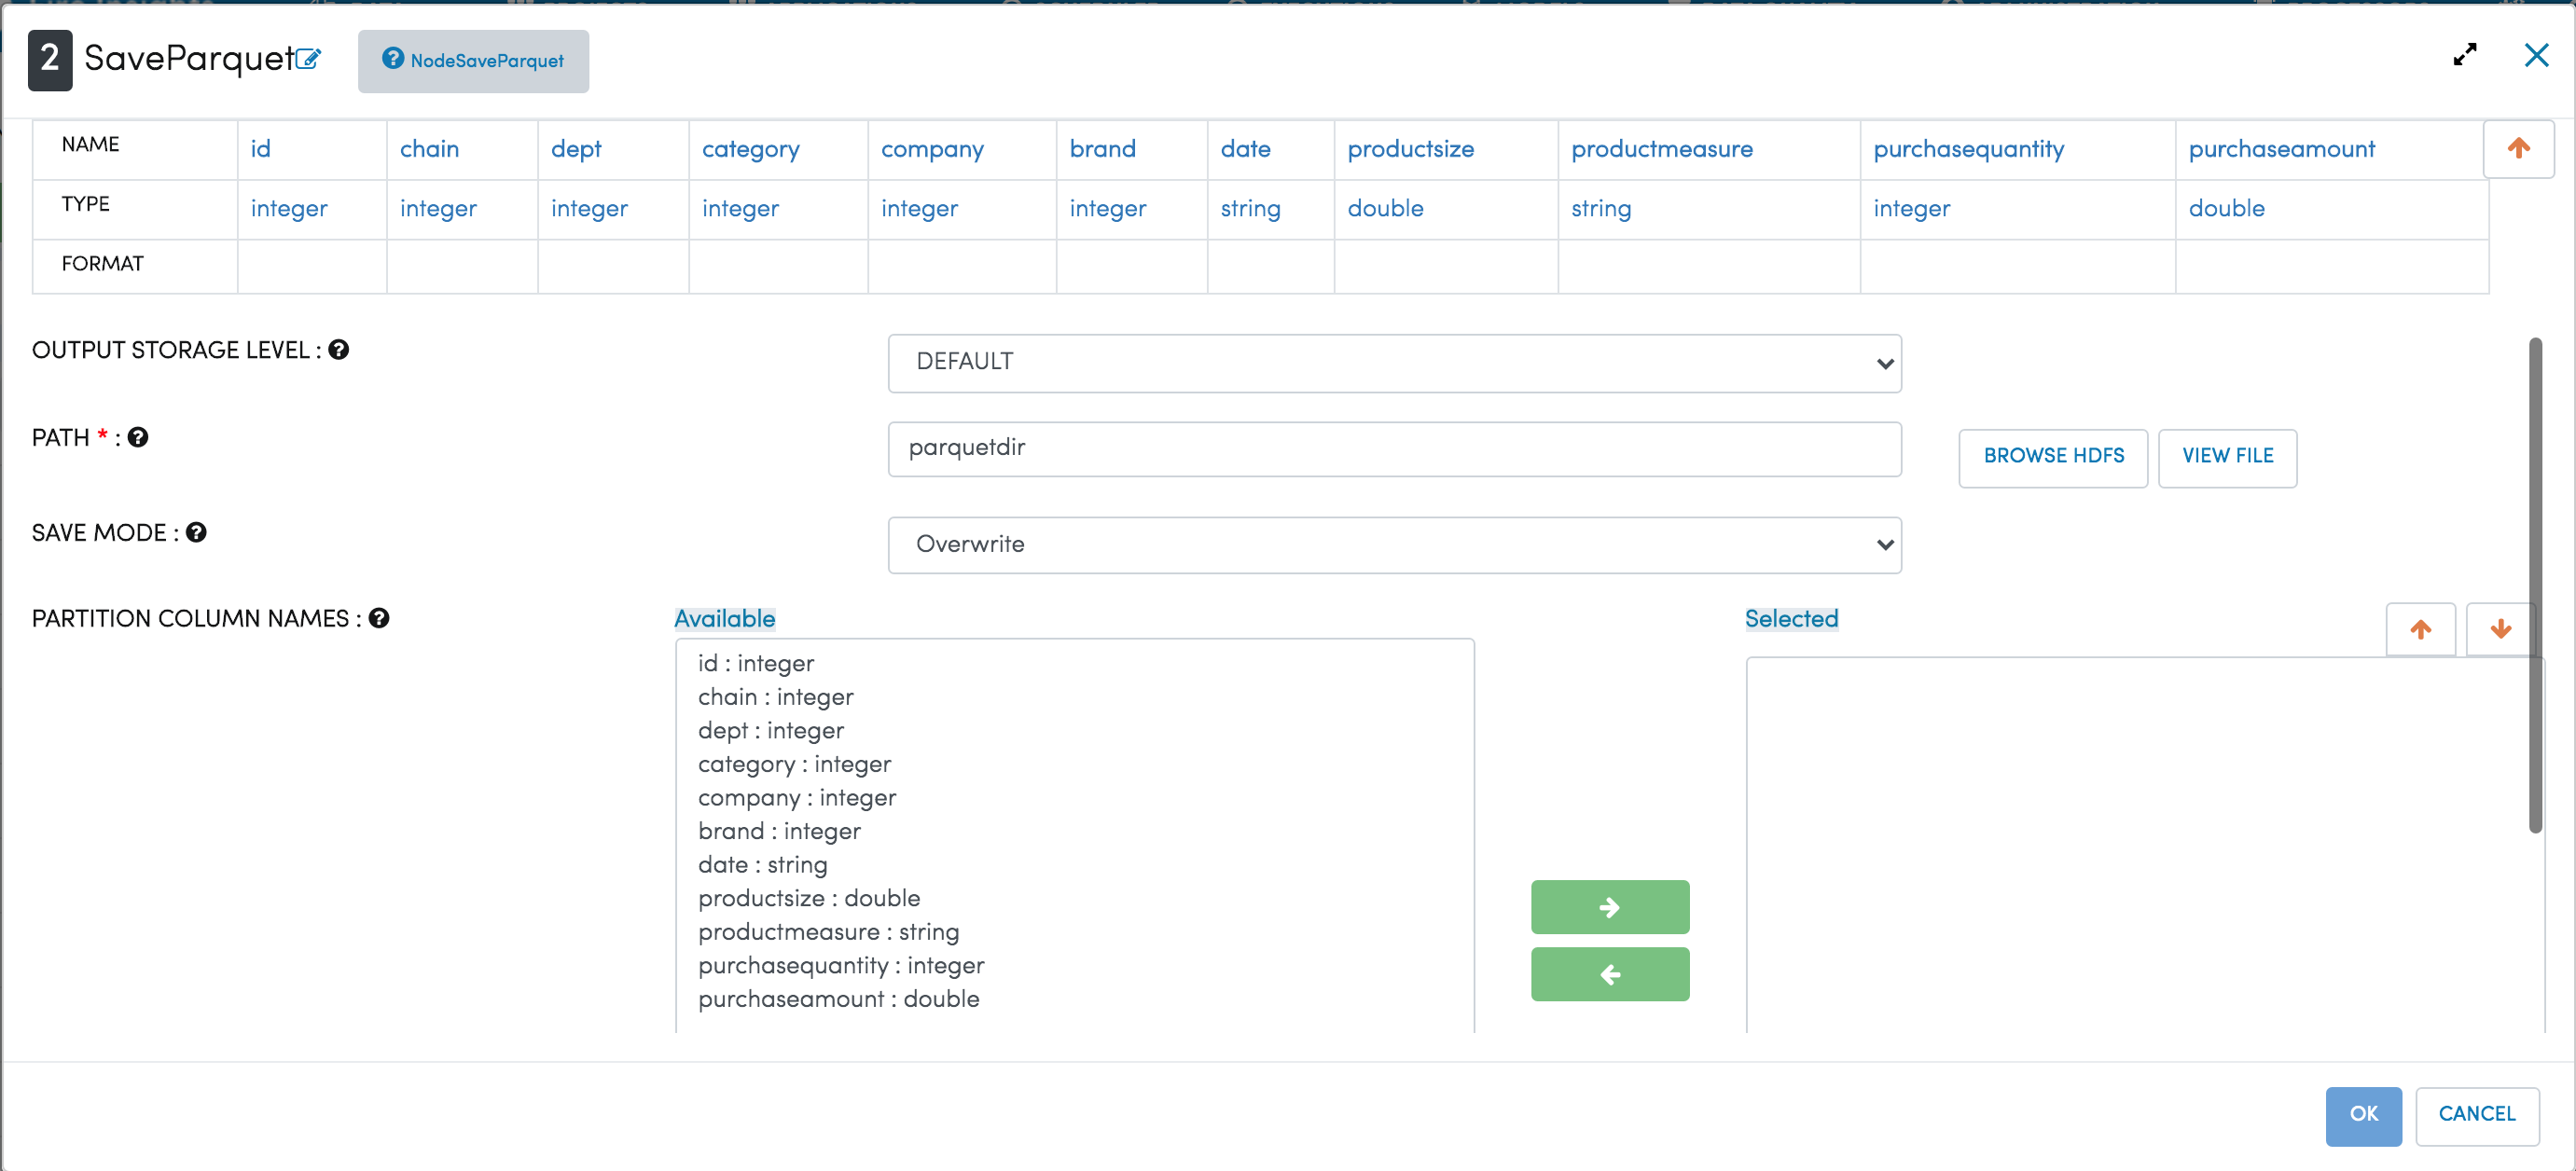 2 SaveParquet NodeSaveParquet
NAME id chain dept category company brand date productsize productmeasure purchasequantity purchaseamount
TYPE integer integer integer integer integer integer string double string integer double
FORMAT
OUTPUT STORAGE LEVEL : DEFAULT
PATH * : parquetdir BROWSE HDFS VIEW FILE
SAVE MODE : Overwrite
PARTITION COLUMN NAMES : Available Selected
id : integer
chain : integer
dept : integer
category : integer
company : integer
brand : integer
date : string
productsize : double
productmeasure : string
purchasequantity : integer
purchaseamount : double
OK CANCEL